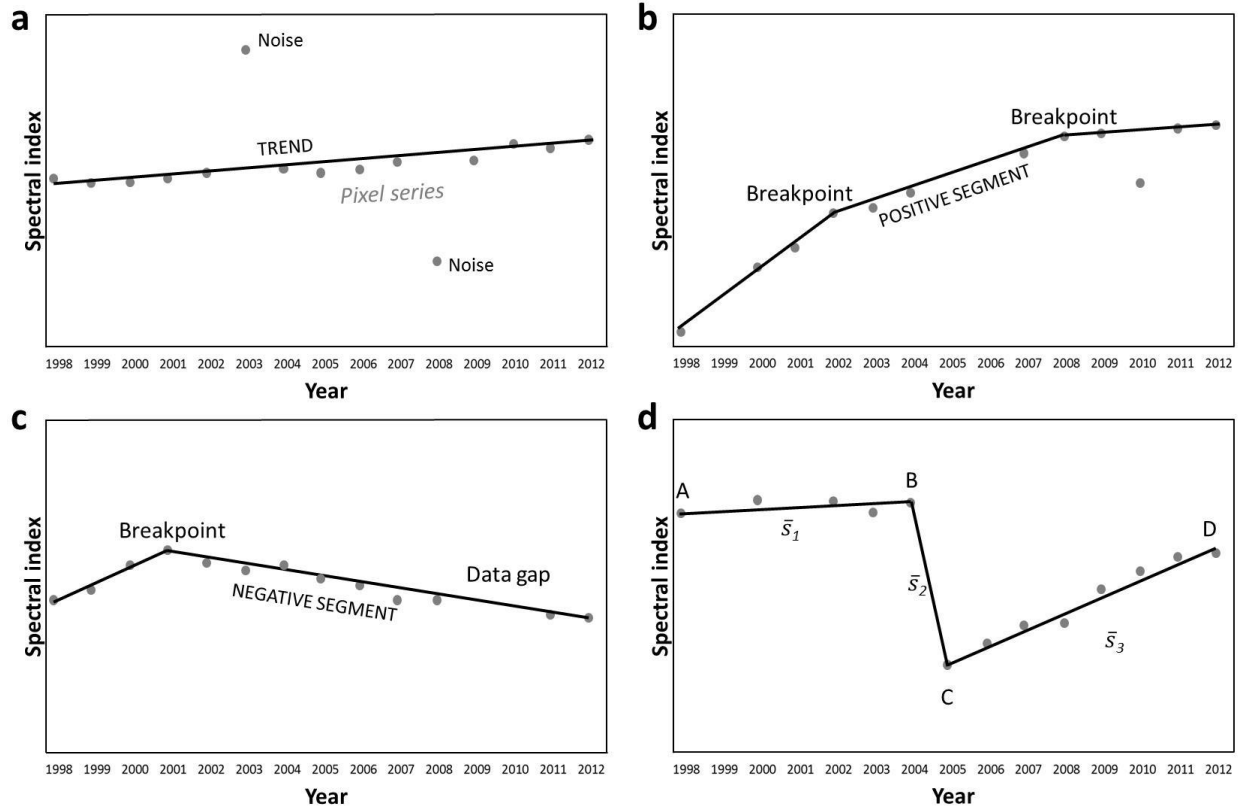 a
Noise
TREND
Pixel series
Noise
Spectral index
1998 1999 2000 2001 2002 2003 2004 2005 2006 2007 2008 2009 2010 2011 2012
Year
b
Breakpoint
Breakpoint
POSITIVE SEGMENT
Spectral index
1998 1999 2000 2001 2002 2003 2004 2005 2006 2007 2008 2009 2010 2011 2012
Year
c
Breakpoint
Data gap
NEGATIVE SEGMENT
Spectral index
1998 1999 2000 2001 2002 2003 2004 2005 2006 2007 2008 2009 2010 2011 2012
Year
d
A
B
D
s̄₁
s̄₂
s̄₃
C
Spectral index
1998 1999 2000 2001 2002 2003 2004 2005 2006 2007 2008 2009 2010 2011 2012
Year